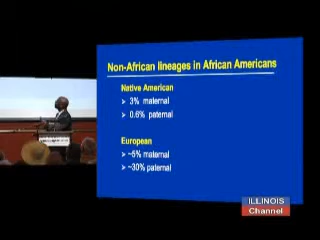 Non-African lineages in African Americans
Native American
➢ 3% maternal
➢ 0.6% paternal
European
➢ ~5% maternal
➢ ~30% paternal
ILLINOIS
Channel